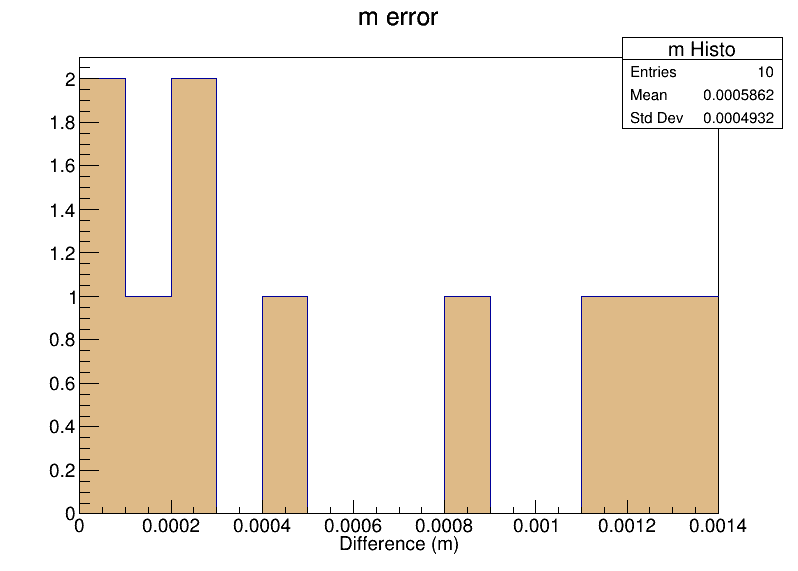 m error
m Histo
Entries 10
Mean 0.0005862
Std Dev 0.0004932
2
1.8
1.6
1.4
1.2
1
0.8
0.6
0.4
0.2
0
0 0.0002 0.0004 0.0006 0.0008 0.001 0.0012 0.0014
Difference (m)